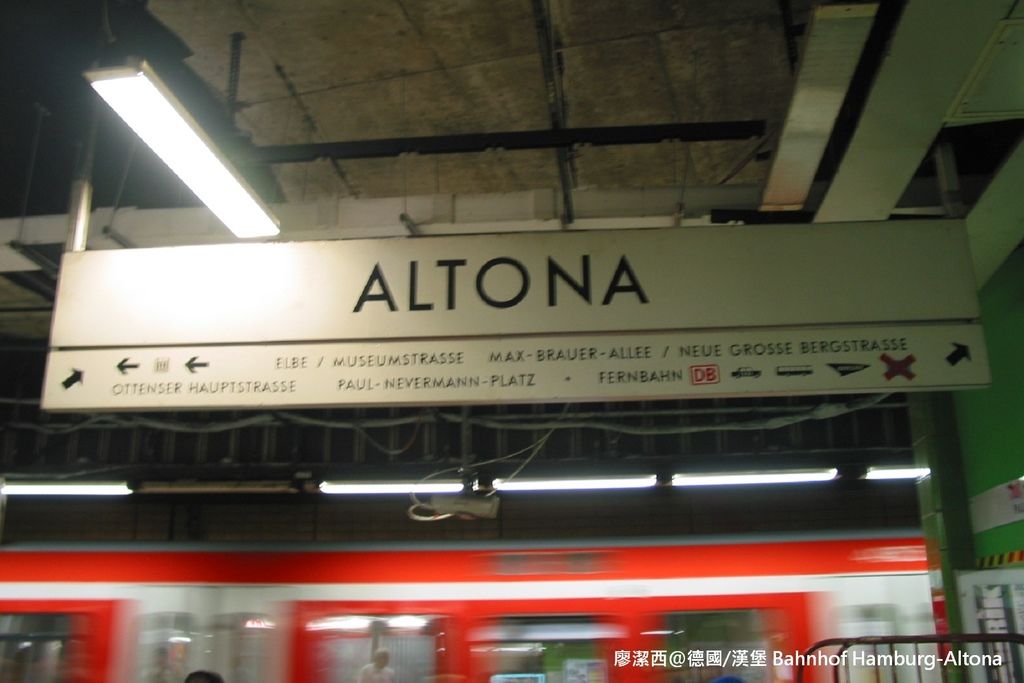 ALTONA
ELBE / MUSEUMSTRASSE MAX-BRAUER-ALLEE / NEUE GROSSE BERGSTRASSE
OTTENSER HAUPTSTRASSE PAUL-NEVERMANN-PLATZ • FERNBAHN DB
廖潔西@德國/漢堡 Bahnhof Hamburg-Altona